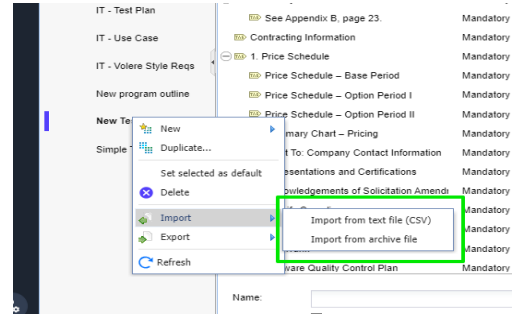 IT - Test Plan
IT - Use Case
IT - Volere Style Reqs
New program outline
New Te
Simple
New
Duplicate...
Set selected as default
Delete
Import
Export
Refresh
Import from text file (CSV)
Import from archive file
See Appendix B, page 23. Mandatory
Contracting Information Mandatory
1. Price Schedule Mandatory
Price Schedule – Base Period Mandatory
Price Schedule – Option Period I Mandatory
Price Schedule – Option Period II Mandatory
mary Chart – Pricing Mandatory
t To: Company Contact Information Mandatory
esentations and Certifications Mandatory
owledgements of Solicitation Amendı Mandatory
Mandatory
Mandatory
Mandatory
ware Quality Control Plan Mandatory
Name: